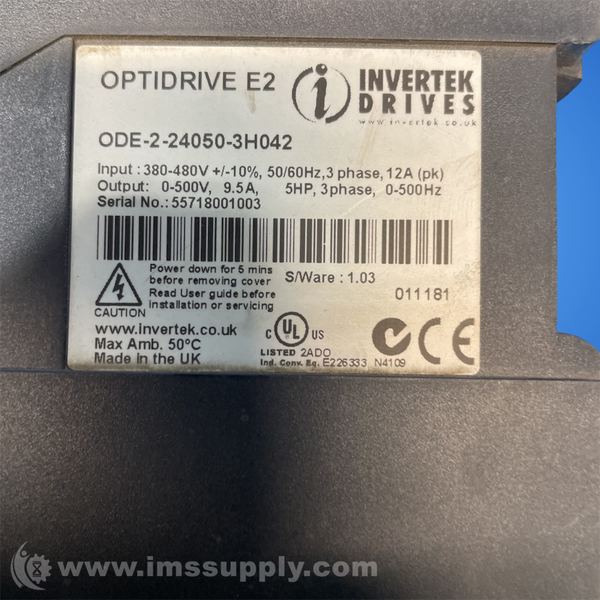 OPTIDRIVE E2
INVERTEK
DRIVES
www.invertek.co.uk
ODE-2-24050-3H042
Input : 380-480V +/-10%, 50/60Hz, 3 phase, 12A (pk)
Output: 0-500V, 9.5A, 5HP, 3phase, 0-500Hz
Serial No.: 55718001003
Power down for 5 mins
before removing cover
Read User guide before
installation or servicing
CAUTION
S/Ware : 1.03
011181
www.invertek.co.uk
Max Amb. 50°C
Made in the UK
C UL US
LISTED 2ADO
Ind. Conv. Eq. E226333 N4109
CE
www.imssupply.com